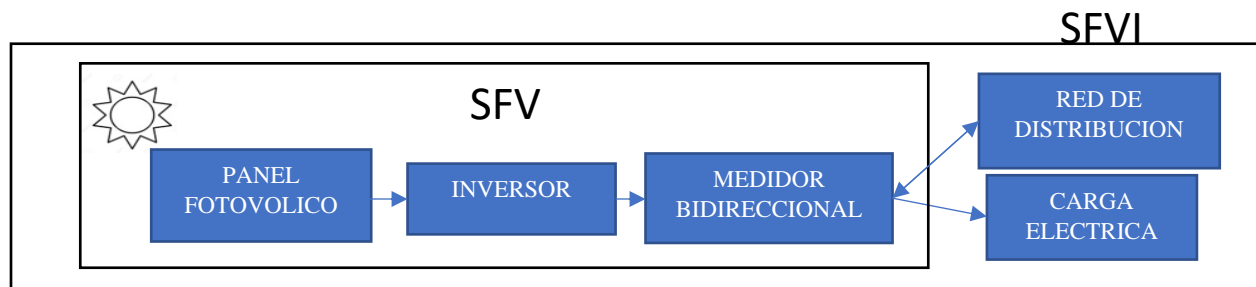 SFVI
SFV
PANEL
FOTOVOLICO
INVERSOR
MEDIDOR
BIDIRECCIONAL
RED DE
DISTRIBUCION
CARGA
ELECTRICA